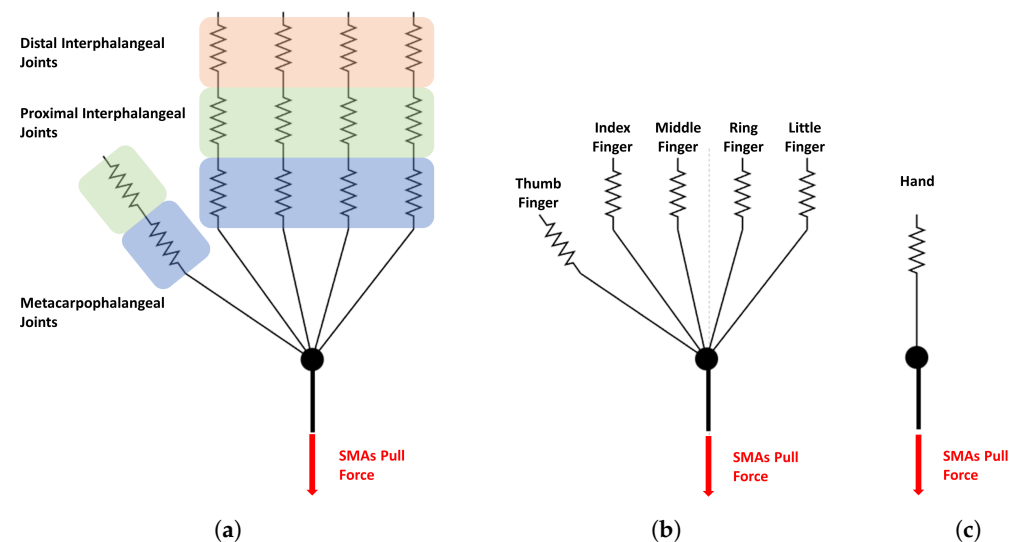 Distal Interphalangeal
Joints
Proximal Interphalangeal
Joints
Metacarpophalangeal
Joints
SMAs Pull
Force
(a)
Thumb
Finger
Index
Finger
Middle
Finger
Ring
Finger
Little
Finger
SMAs Pull
Force
(b)
Hand
SMAs Pull
Force
(c)